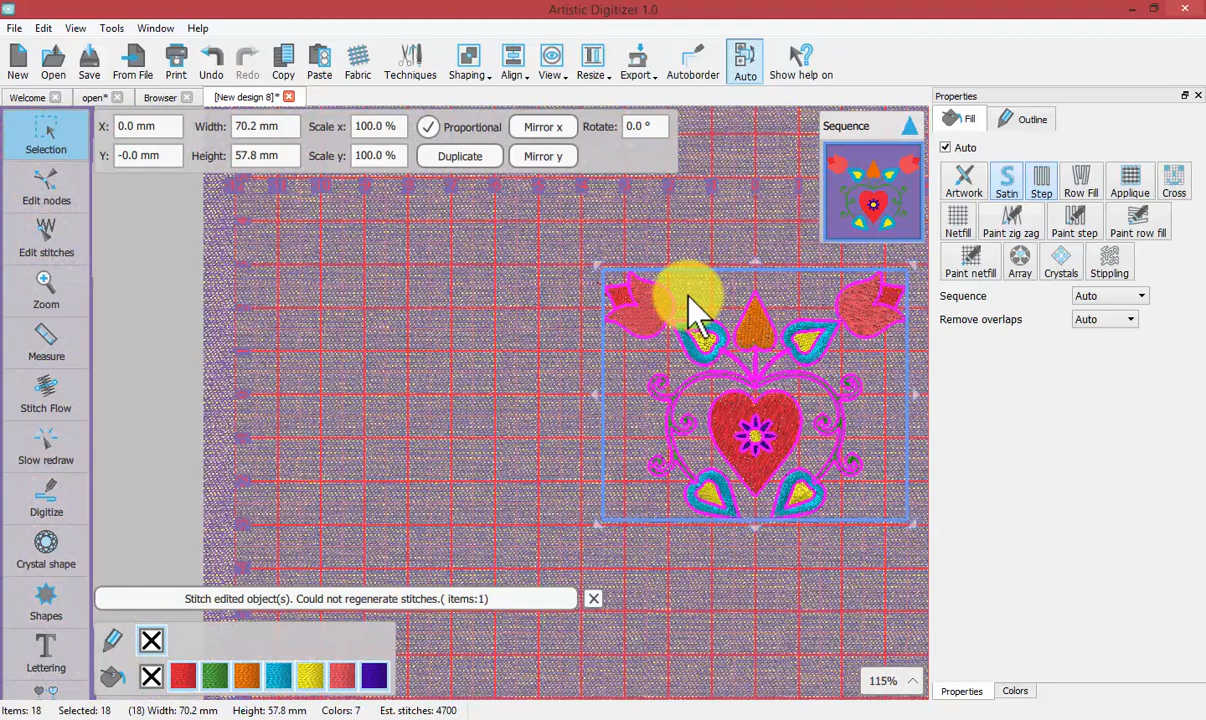 Artistic Digitizer 1.0
File Edit View Tools Window Help
New Open Save From File Print Undo Redo Copy Paste Fabric Techniques Shaping Align View Resize Export Autoborder Auto Show help on
Welcome open* Browser [New design 8]*
X: 0.0 mm Width: 70.2 mm Scale x: 100.0 % Proportional Mirror x Rotate: 0.0 °
Y: -0.0 mm Height: 57.8 mm Scale y: 100.0 % Duplicate Mirror y
Sequence
Selection
Edit nodes
Edit stitches
Zoom
Measure
Stitch Flow
Slow redraw
Digitize
Crystal shape
Shapes
Lettering
Stitch edited object(s). Could not regenerate stitches.( items:1)
115%
Properties
Fill Outline
Auto
Artwork Satin Step Row Fill Applique Cross
Netfill Paint zig zag Paint step Paint row fill
Paint netfill Array Crystals Stippling
Sequence Auto
Remove overlaps Auto
Properties Colors
Items: 18 Selected: 18 (18) Width: 70.2 mm Height: 57.8 mm Colors: 7 Est. stitches: 4700